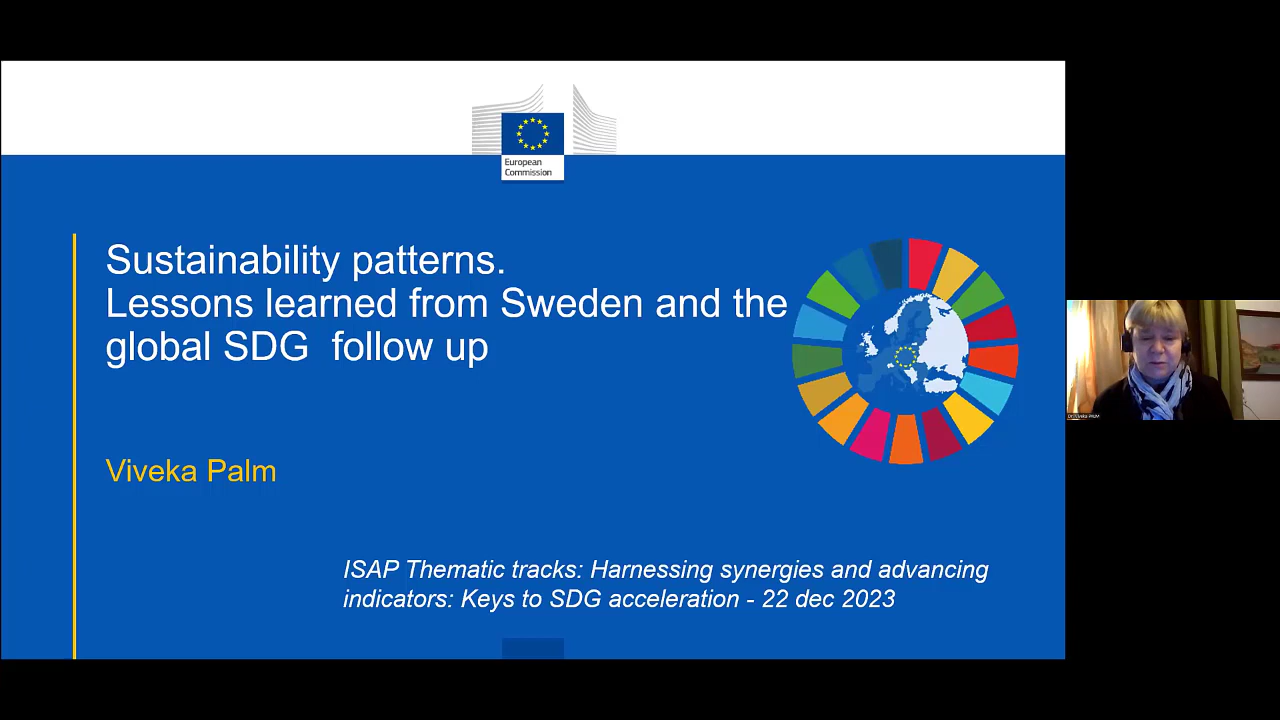 European
Commission
Sustainability patterns.
Lessons learned from Sweden and the
global SDG follow up
Viveka Palm
ISAP Thematic tracks: Harnessing synergies and advancing
indicators: Keys to SDG acceleration - 22 dec 2023